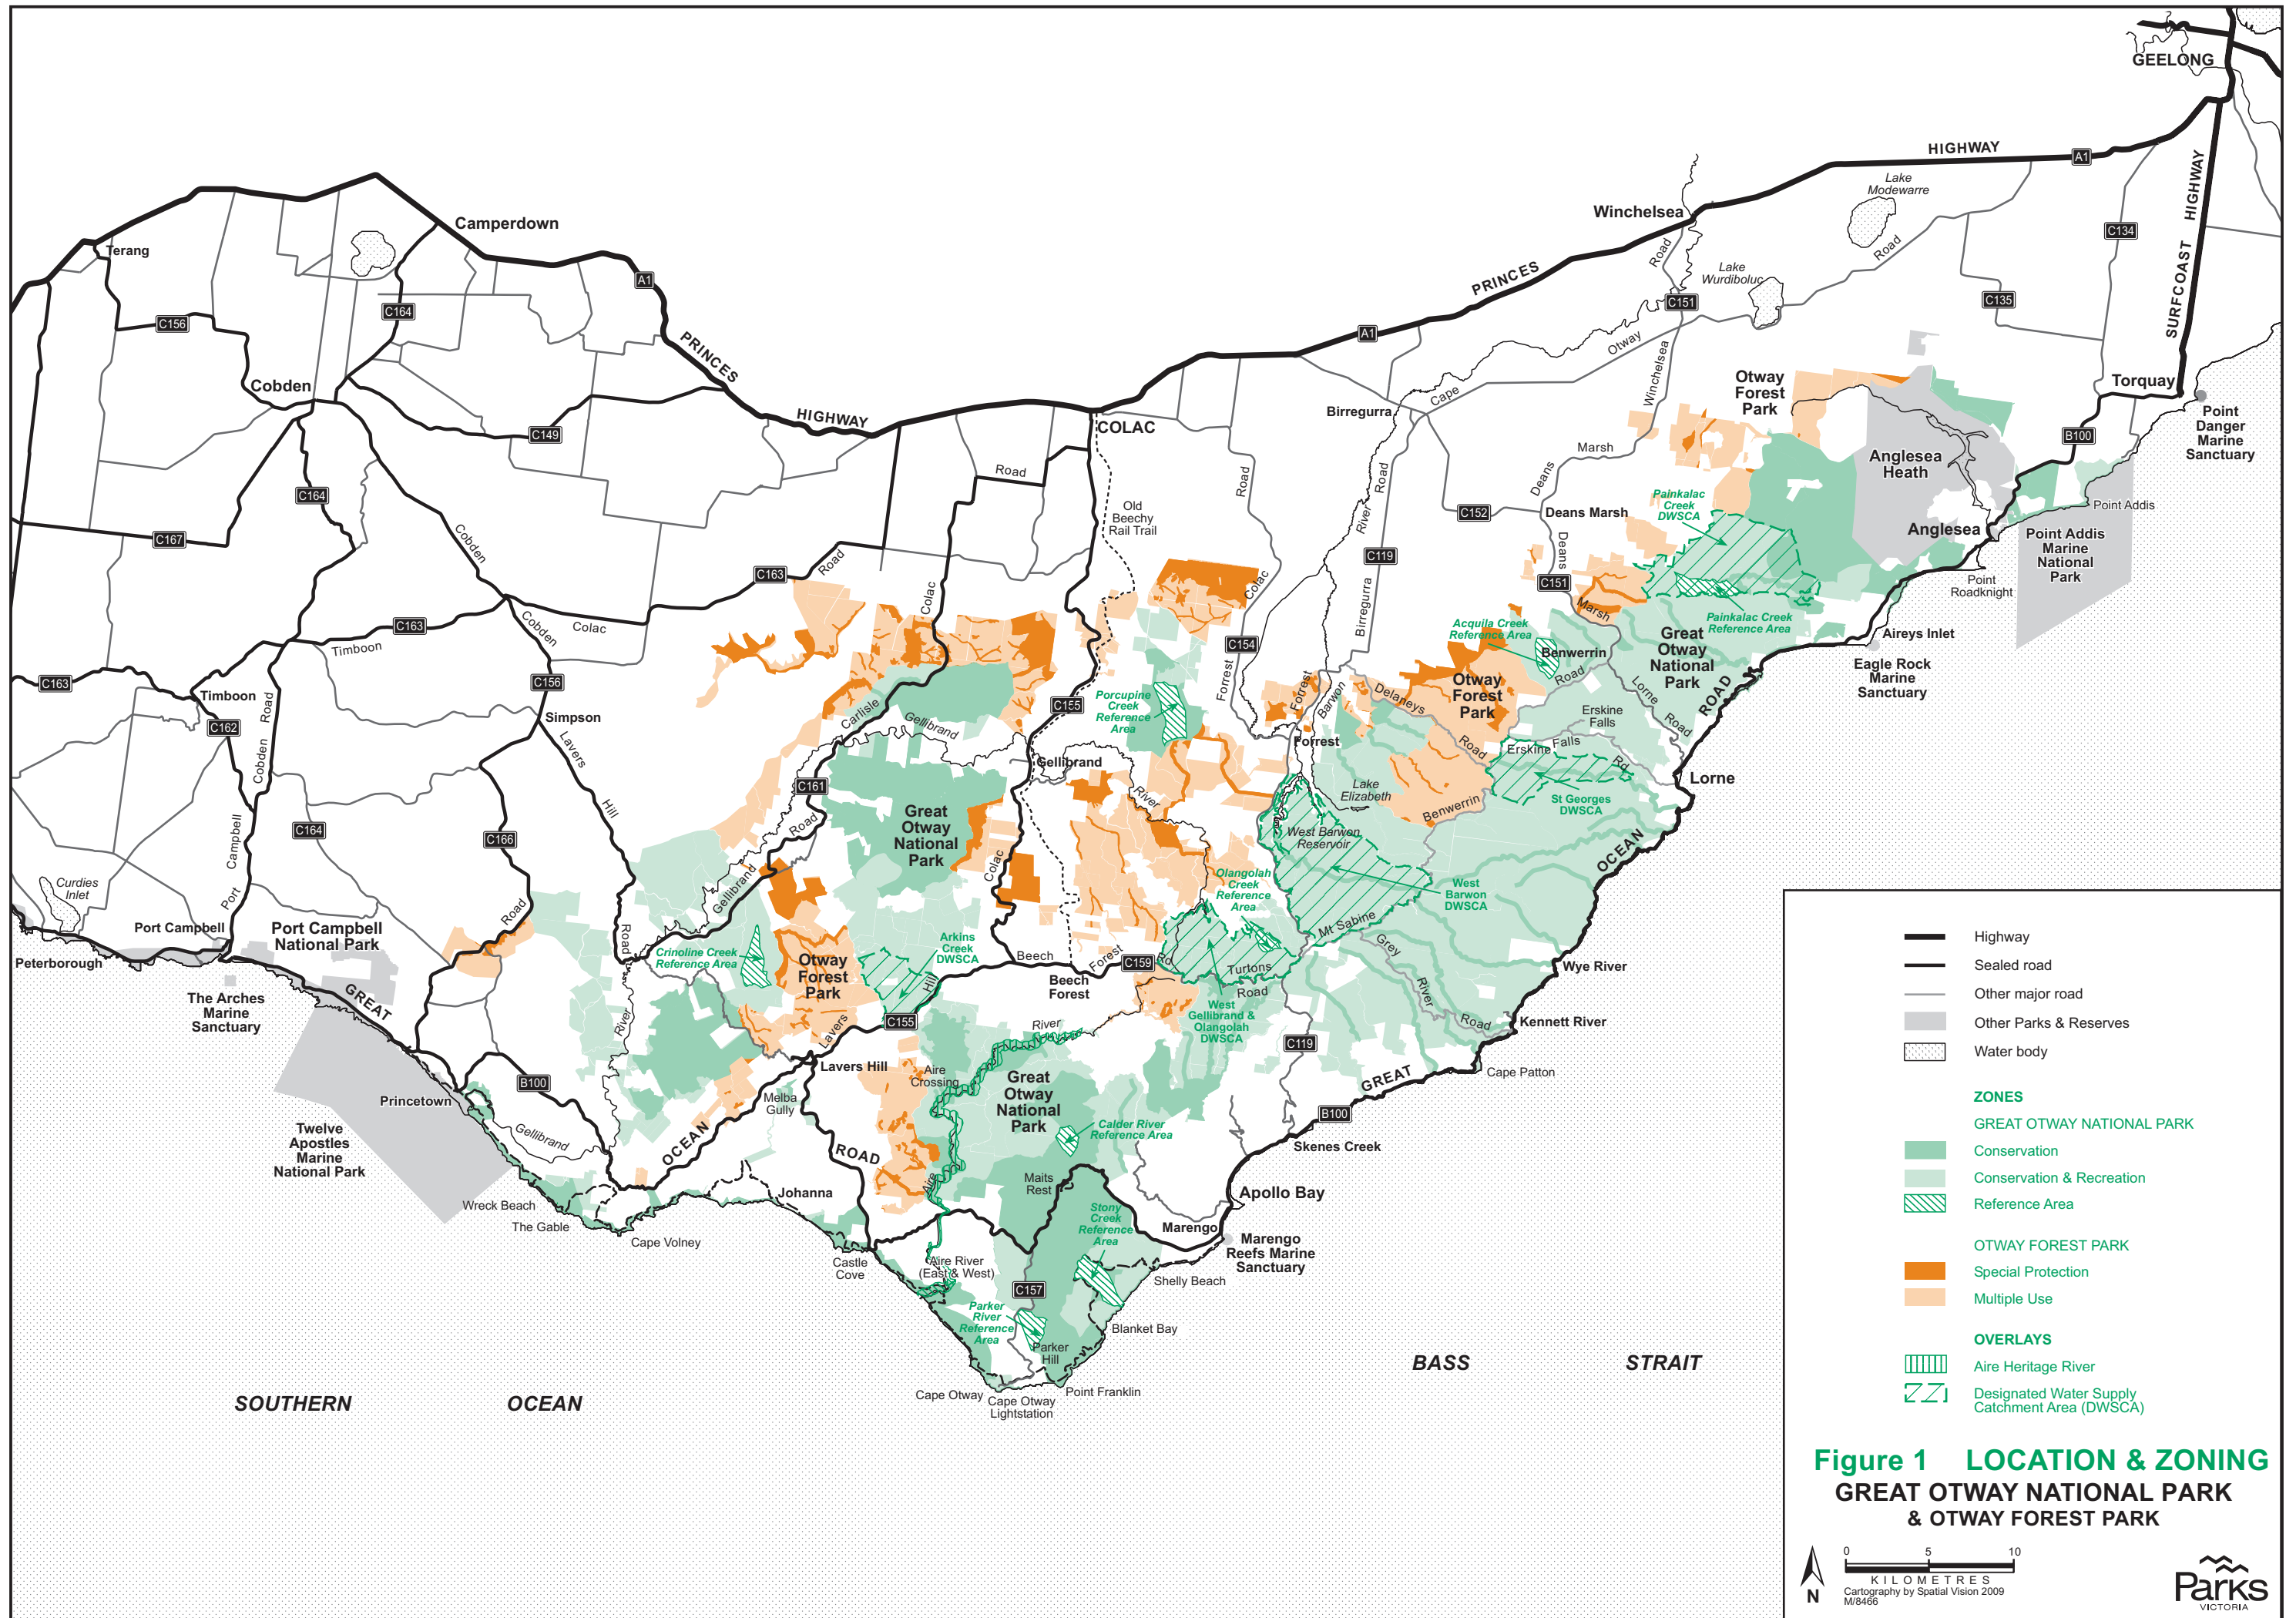 GEELONG
HIGHWAY
A1
SURFCOAST HIGHWAY
Lake
Modewarre
Winchelsea
Road
C134
Camperdown
Terang
A1
PRINCES
Lake
Wurdiboluc
Road
C151
C135
C164
C156
PRINCES
HIGHWAY
A1
Otway
Cape
Winchelsea
Cobden
C149
COLAC
Birregurra
Otway
Forest
Park
Torquay
Point
Danger
Marine
Sanctuary
B100
Marsh
Deans
Anglesea
Heath
Road
Road
Road
River
C164
Old
Beechy
Rail Trail
C152
Deans Marsh
Painkalac
Creek
DWSCA
Point Addis
Anglesea
Point Addis
Marine
National
Park
C167
Cobden
C119
Deans
C163
Road
Colac
Colac
C151
Marsh
Point
Roadknight
Birregurra
Cobden
Colac
C163
Timboon
Acquila Creek
Reference Area
Painkalac Creek
Reference Area
Benwerrin
Great
Otway
National
Park
Aireys Inlet
Eagle Rock
Marine
Sanctuary
C154
C163
Timboon
Road
C156
Forrest
Forrest
Barwon
Delaneys
Otway
Forest
Park
Road
Lorne
Road
ROAD
C162
Simpson
Carlisle
Gellibrand
C155
Porcupine
Creek
Reference
Area
Erskine
Falls
Lavers
Cobden
Forrest
Road
Erskine
Falls
Rd
Gellibrand
Lorne
C161
Lake
Elizabeth
St Georges
DWSCA
Hill
River
Benwerrin
Great
Otway
National
Park
Road
C164
C166
Campbell
West Barwon
Reservoir
OCEAN
Colac
Curdies
Inlet
Port
Gellibrand
Olangolah
Creek
Reference
Area
West
Barwon
DWSCA
Road
Port Campbell
Port Campbell
National Park
Road
Mt Sabine
Peterborough
Crinoline Creek
Reference Area
Arkins
Creek
DWSCA
Beech
Forest
C159
Rd
Grey
Otway
Forest
Park
Turtons
Road
Wye River
The Arches
Marine
Sanctuary
GREAT
Hill
Beech
Forest
West
Gellibrand &
Olangolah
DWSCA
River
Road
Kennett River
River
Lavers
C155
River
C119
Lavers Hill
Aire
Crossing
Great
Otway
National
Park
GREAT
Cape Patton
B100
Princetown
Melba
Gully
B100
Twelve
Apostles
Marine
National Park
Gellibrand
OCEAN
ROAD
Calder River
Reference Area
Skenes Creek
Aire
Maits
Rest
Wreck Beach
Johanna
Apollo Bay
The Gable
Stony
Creek
Reference
Area
Marengo
Cape Volney
Marengo
Reefs Marine
Sanctuary
Castle
Cove
Aire River
(East & West)
Shelly Beach
C157
Parker
River
Reference
Area
Blanket Bay
Parker
Hill
Cape Otway
Cape Otway
Lightstation
Point Franklin
BASS STRAIT
SOUTHERN OCEAN
Highway
Sealed road
Other major road
Other Parks & Reserves
Water body
ZONES
GREAT OTWAY NATIONAL PARK
Conservation
Conservation & Recreation
Reference Area
OTWAY FOREST PARK
Special Protection
Multiple Use
OVERLAYS
Aire Heritage River
Designated Water Supply
Catchment Area (DWSCA)
Figure 1 LOCATION & ZONING
GREAT OTWAY NATIONAL PARK
& OTWAY FOREST PARK
0 5 10
KILOMETRES
Cartography by Spatial Vision 2009
M/8466
N
Parks
VICTORIA